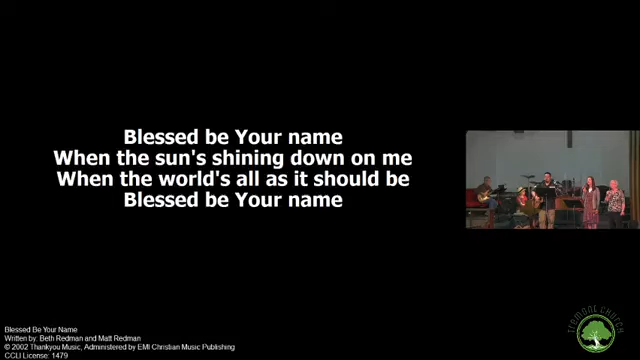 Blessed be Your name
When the sun's shining down on me
When the world's all as it should be
Blessed be Your name
Blessed Be Your Name
Written by: Beth Redman and Matt Redman
© 2002 Thankyou Music, Administered by EMI Christian Music Publishing
CCLI License: 1479
TREMONT CHURCH